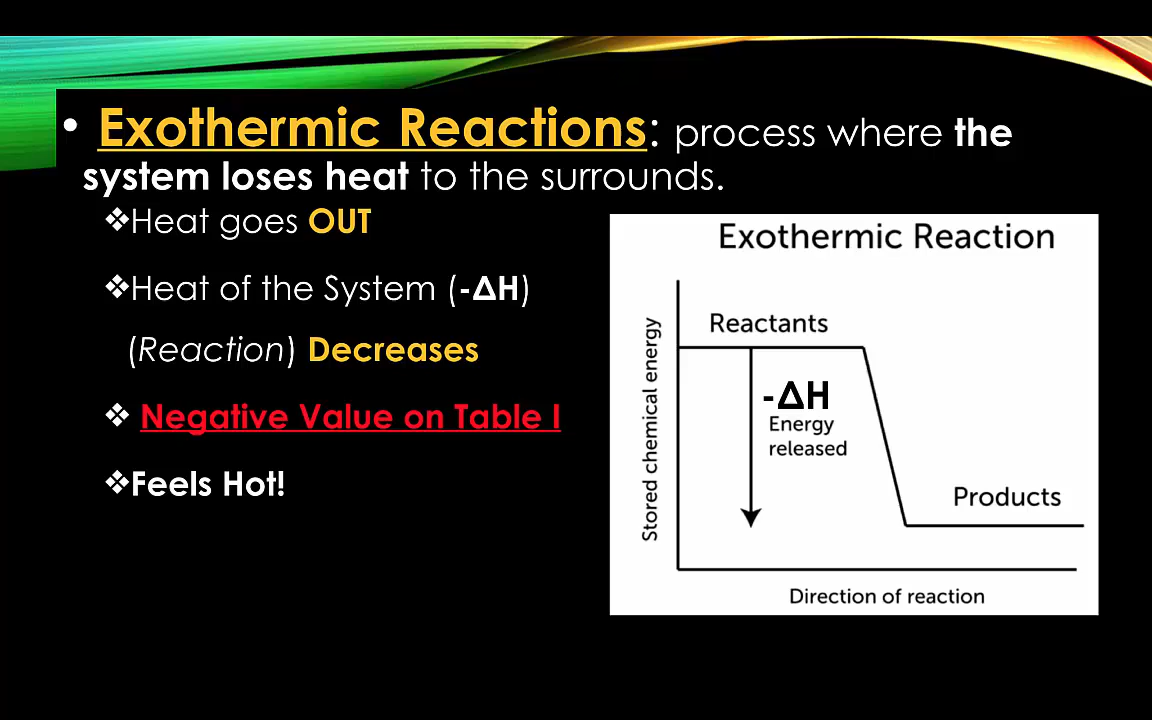 • Exothermic Reactions: process where the
system loses heat to the surrounds.
❖Heat goes OUT
❖Heat of the System (-ΔH)
(Reaction) Decreases
❖ Negative Value on Table I
❖Feels Hot!
Exothermic Reaction
Stored chemical energy
Reactants
-ΔH
Energy
released
Products
Direction of reaction